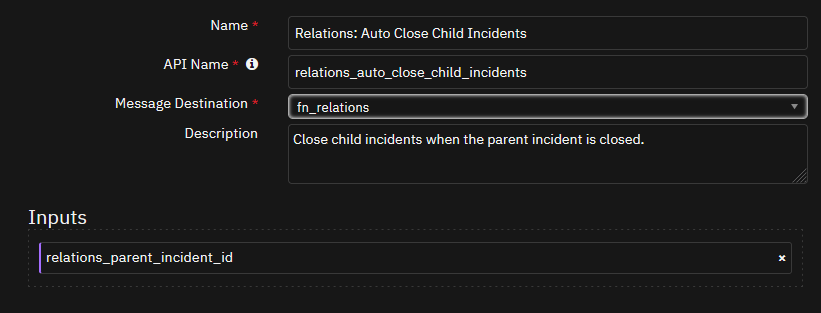 Name *
Relations: Auto Close Child Incidents
API Name *
relations_auto_close_child_incidents
Message Destination *
fn_relations
Description
Close child incidents when the parent incident is closed.
Inputs
relations_parent_incident_id